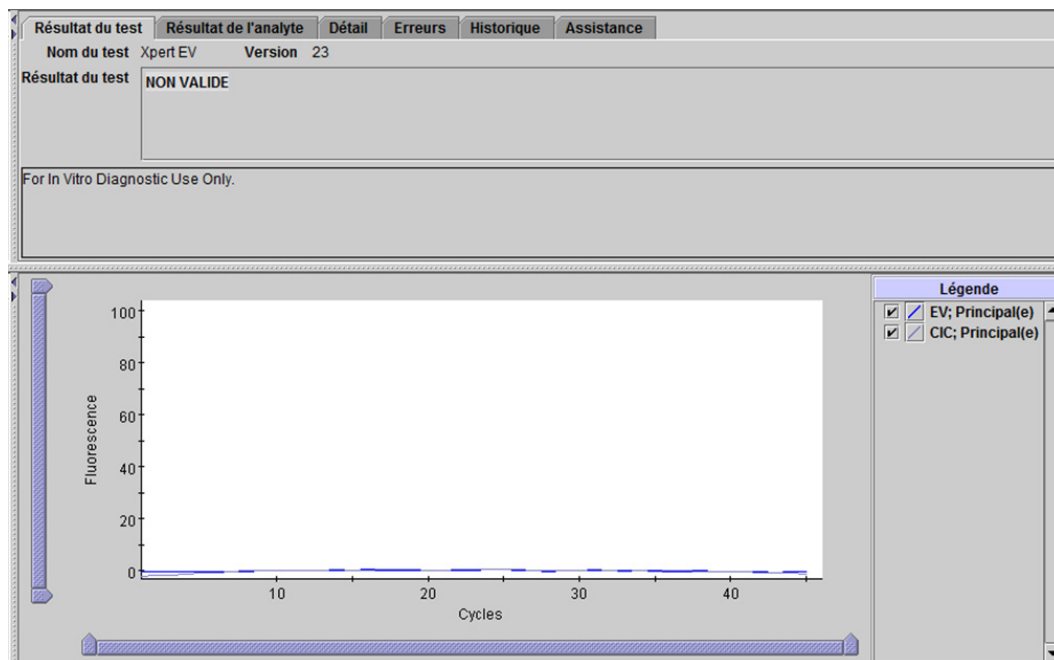 Résultat du test Résultat de l'analyte Détail Erreurs Historique Assistance
Nom du test Xpert EV Version 23
Résultat du test NON VALIDE
For In Vitro Diagnostic Use Only.
Légende
EV; Principal(e)
CIC; Principal(e)
100
80
60
40
20
0
Fluorescence
10 20 30 40
Cycles